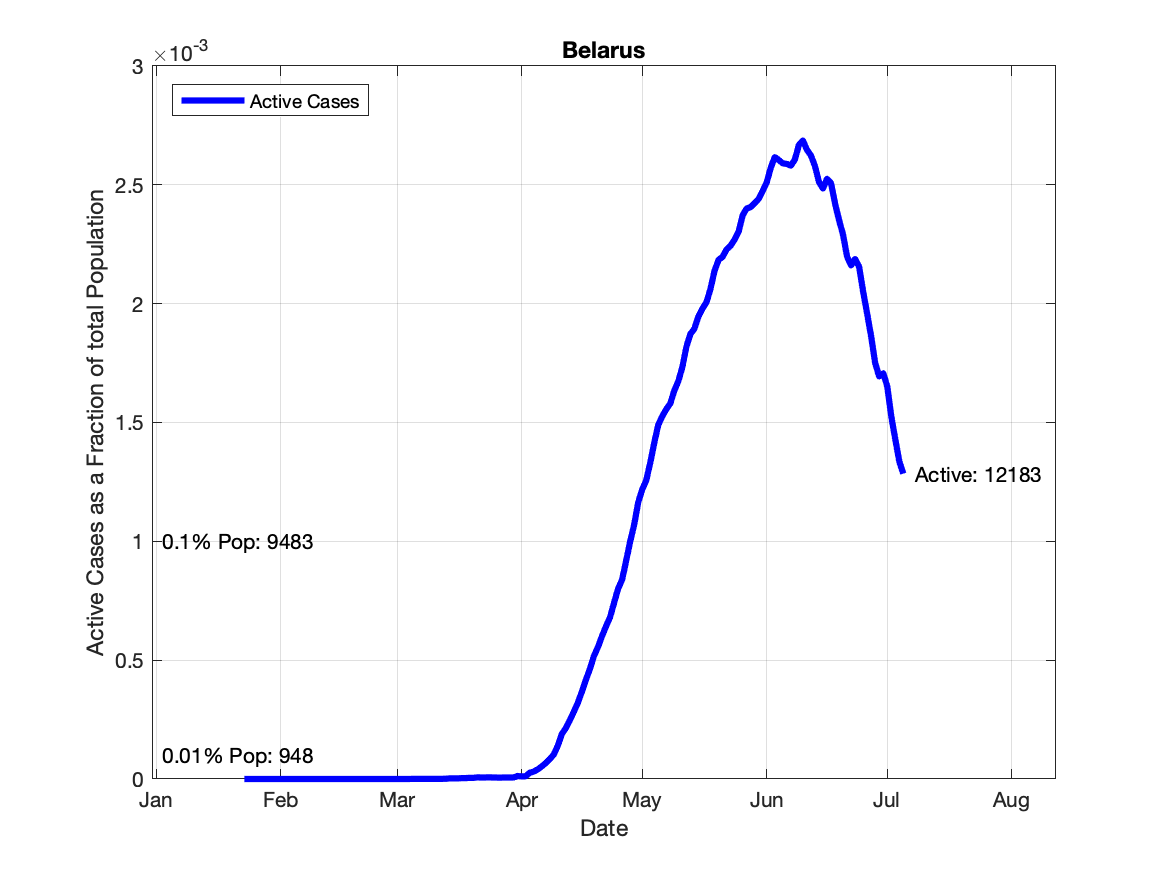 Belarus
×10-3
3
2.5
2
1.5
1
0.5
0
Active Cases
Active Cases as a Fraction of total Population
0.1% Pop: 9483
0.01% Pop: 948
Active: 12183
Jan Feb Mar Apr May Jun Jul Aug
Date